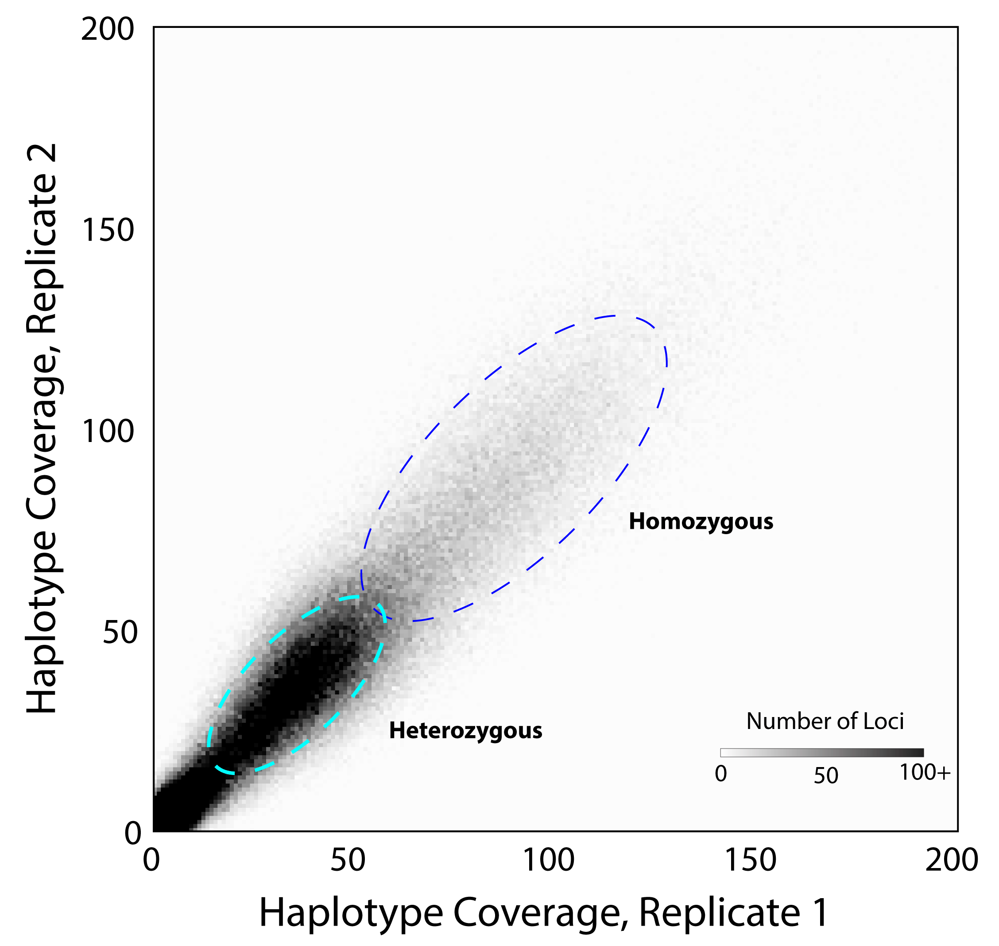 200
150
100
50
0
Haplotype Coverage, Replicate 2
Homozygous
Heterozygous
Number of Loci
0 50 100+
0 50 100 150 200
Haplotype Coverage, Replicate 1